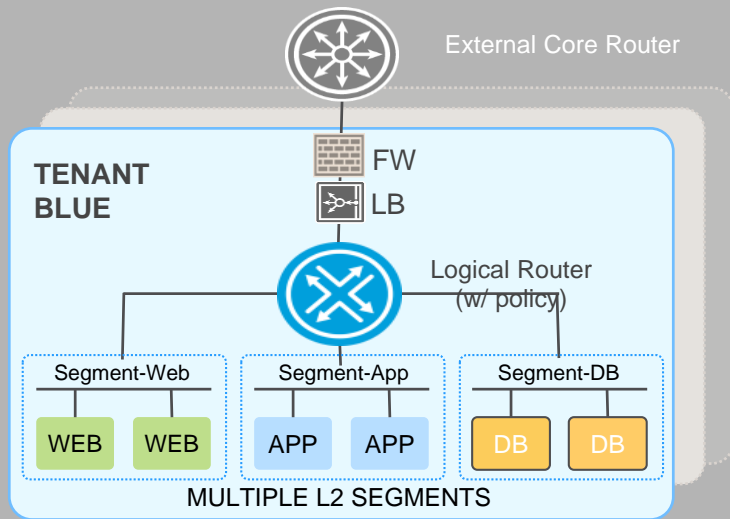 External Core Router
FW
TENANT
BLUE
LB
Logical Router
(w/ policy)
Segment-Web
Segment-App
Segment-DB
WEB
WEB
APP
APP
DB
DB
MULTIPLE L2 SEGMENTS